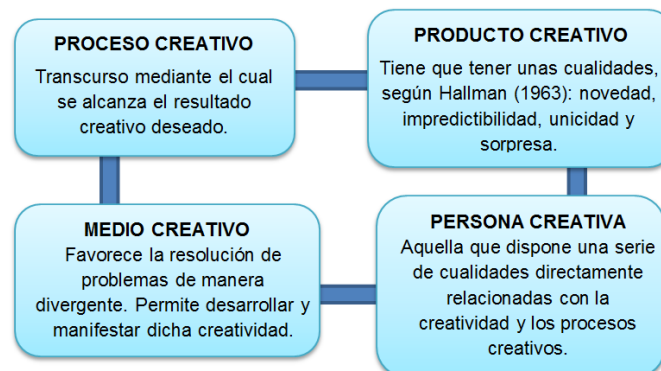 PROCESO CREATIVO
Transcurso mediante el cual
se alcanza el resultado
creativo deseado.
PRODUCTO CREATIVO
Tiene que tener unas cualidades,
según Hallman (1963): novedad,
impredictibilidad, unicidad y
sorpresa.
MEDIO CREATIVO
Favorece la resolución de
problemas de manera
divergente. Permite desarrollar y
manifestar dicha creatividad.
PERSONA CREATIVA
Aquella que dispone una serie
de cualidades directamente
relacionadas con la
creatividad y los procesos
creativos.